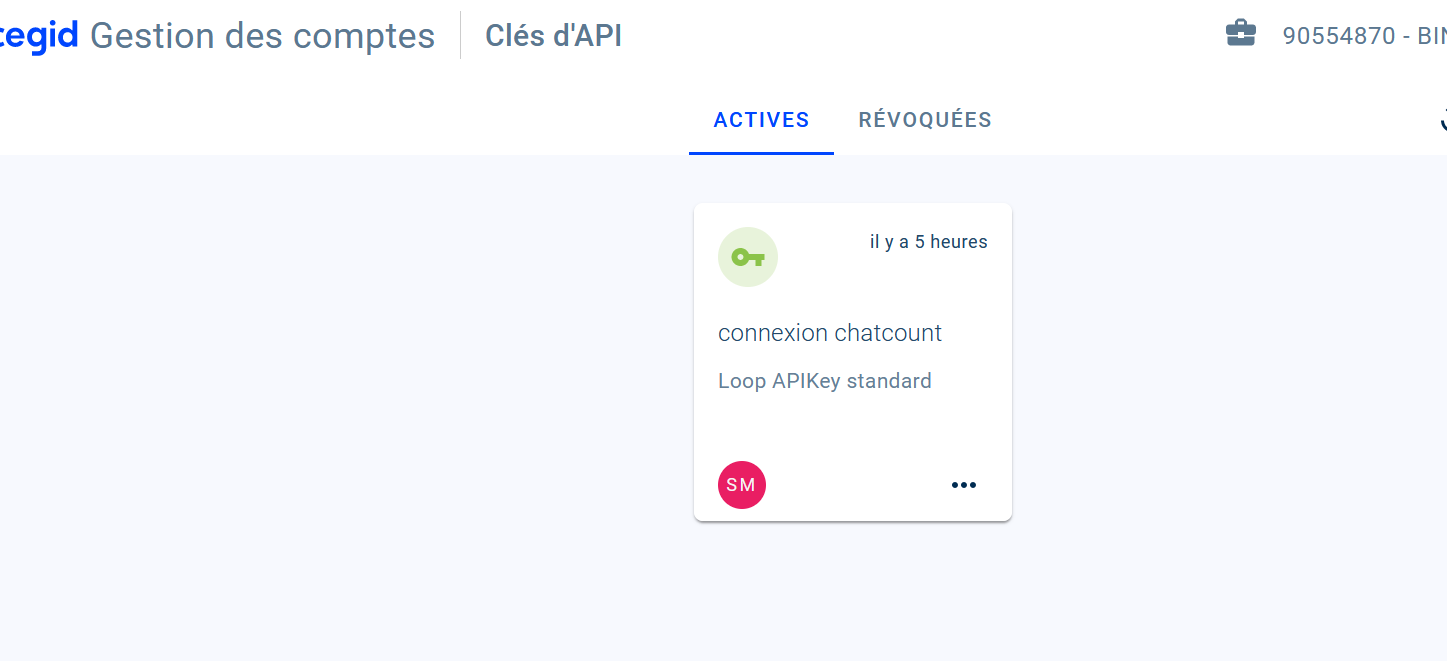 cegid Gestion des comptes Clés d'API 90554870 - BIN
ACTIVES RÉVOQUÉES
il y a 5 heures
connexion chatcount
Loop APIKey standard
SM